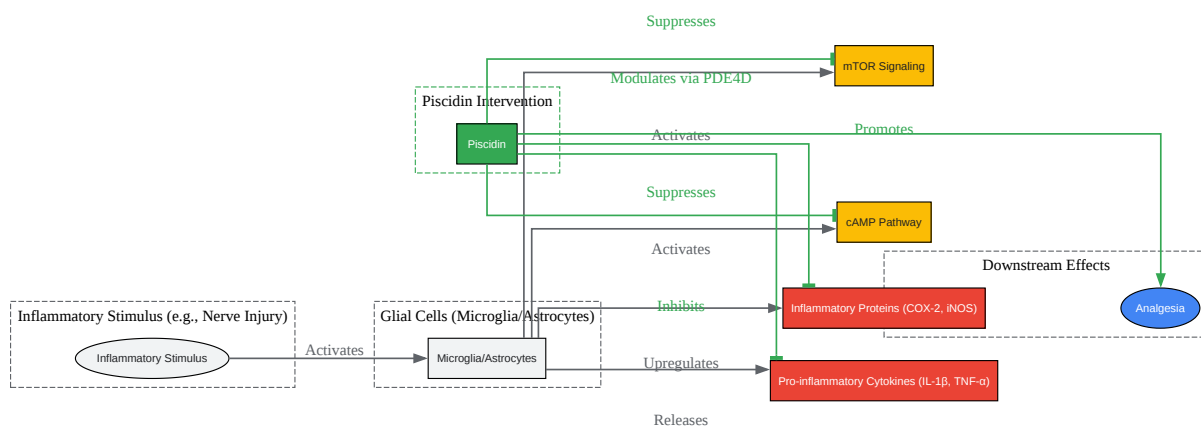 Suppresses
mTOR Signaling
Modulates via PDE4D
Piscidin Intervention
Promotes
Activates
Piscidin
Suppresses
cAMP Pathway
Activates
Downstream Effects
Inflammatory Stimulus (e.g., Nerve Injury)
Glial Cells (Microglia/Astrocytes)
Inhibits
Inflammatory Proteins (COX-2, iNOS)
Analgesia
Inflammatory Stimulus
Activates
Microglia/Astrocytes
Upregulates
Pro-inflammatory Cytokines (IL-1β, TNF-α)
Releases